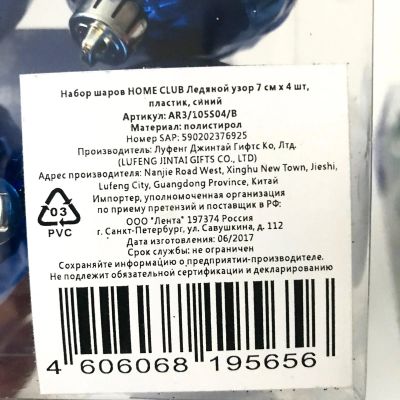 Набор шаров HOME CLUB Ледяной узор 7 см х 4 шт,
пластик, синий
Артикул: AR3/105S04/B
Материал: полистирол
Номер SAP: 590202376925
Производитель: Луфенг Джинтай Гифтс Ко, Лтд.
(LUFENG JINTAI GIFTS CO., LTD)
Адрес производителя: Nanjie Road West, Xinghu New Town, Jieshi,
Lufeng City, Guangdong Province, Китай
Импортер, уполномоченная организация
по приему претензий и поставщик в РФ:
ООО "Лента" 197374 Россия
г. Санкт-Петербург, ул. Савушкина, д. 112
Дата изготовления: 06/2017
Срок службы: не ограничен
Сохраняйте информацию о предприятии-производителе.
Не подлежит обязательной сертификации и декларированию
03
PVC
4 606068 195656